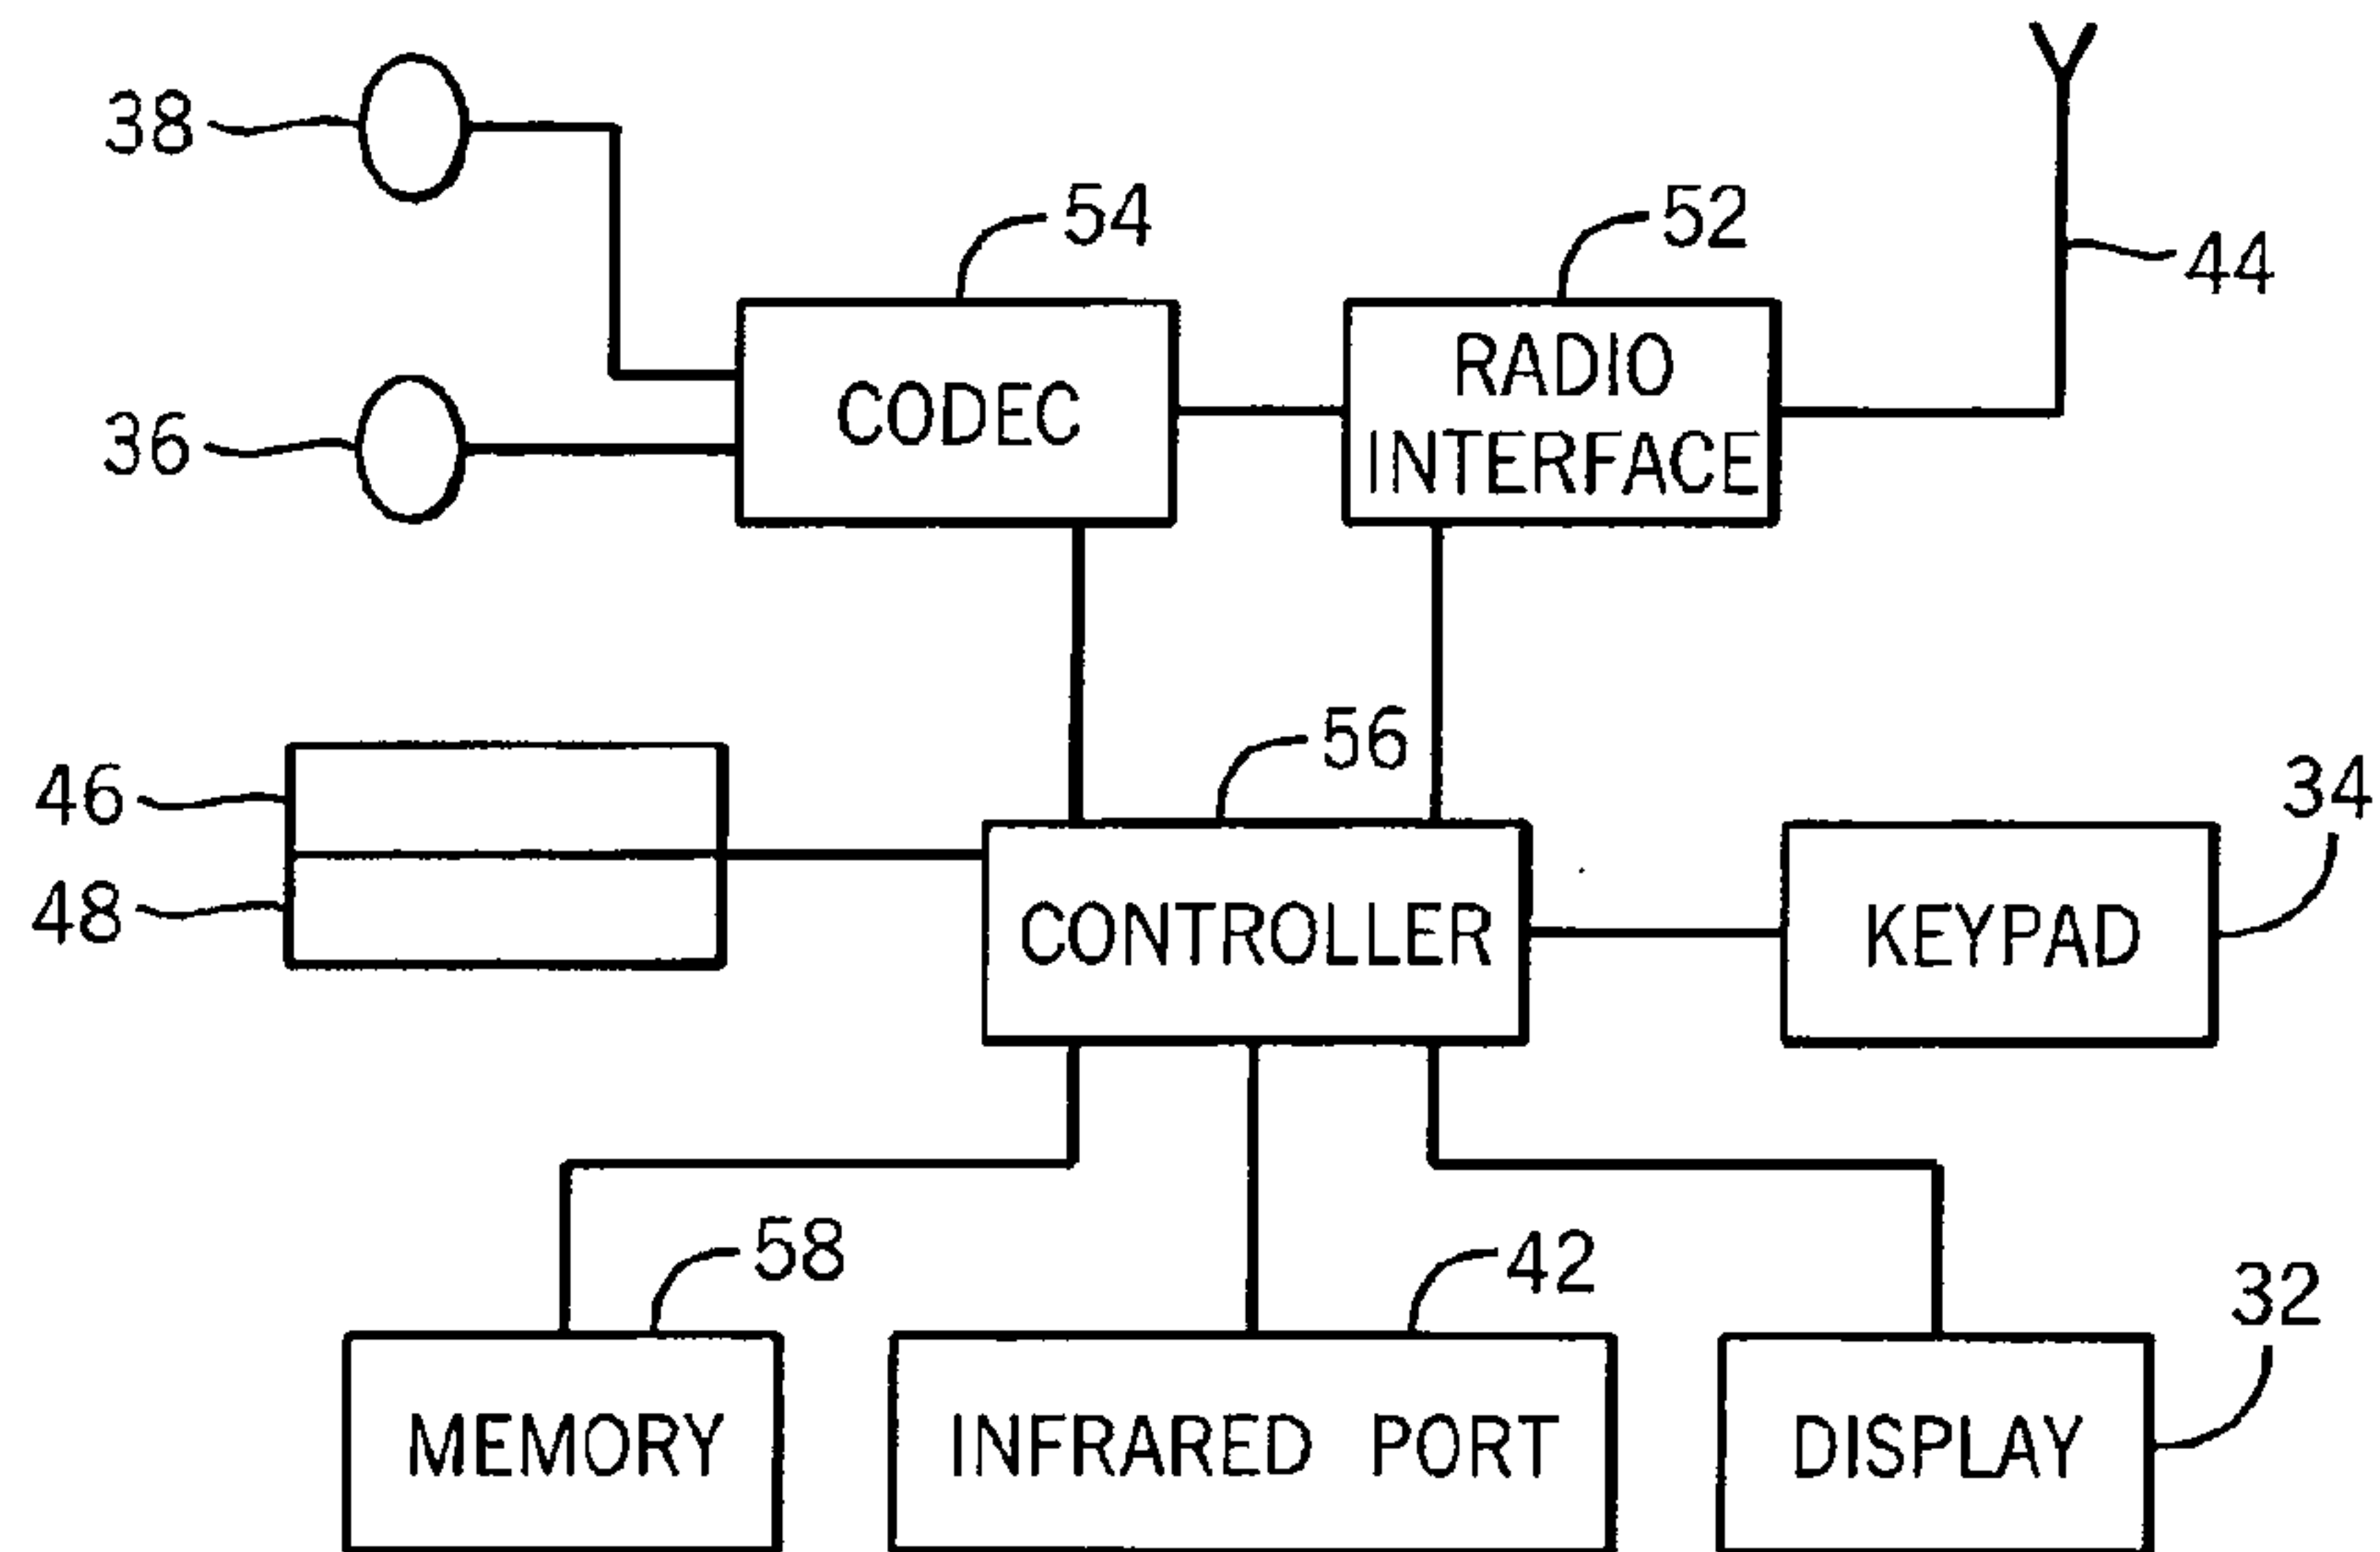 38
54
52
44
CODEC
RADIO
INTERFACE
36
56
46
34
48
CONTROLLER
KEYPAD
58
42
32
MEMORY
INFRARED PORT
DISPLAY